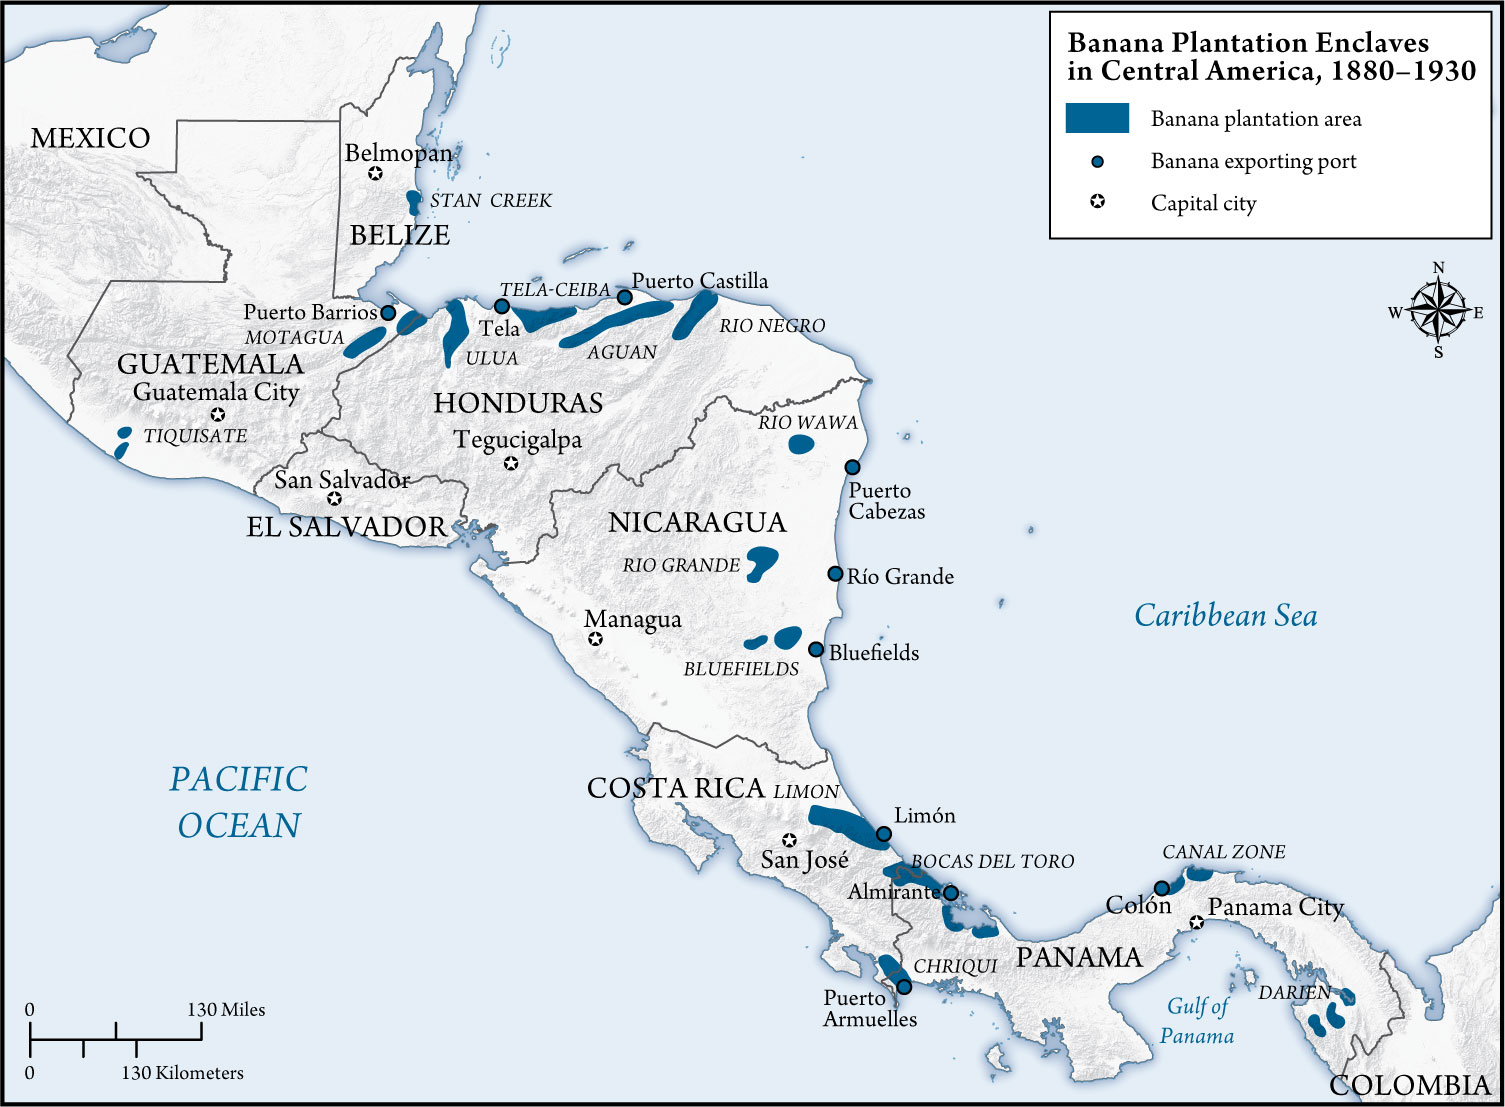 Banana Plantation Enclaves
in Central America, 1880–1930
Banana plantation area
Banana exporting port
Capital city
MEXICO
Belmopan
STAN CREEK
BELIZE
N
W
E
S
Puerto Barrios
MOTAGUA
GUATEMALA
Guatemala City
TIQUISATE
TELA-CEIBA
Puerto Castilla
Tela
ULUA
AGUAN
RIO NEGRO
HONDURAS
Tegucigalpa
San Salvador
EL SALVADOR
RIO WAWA
Puerto
Cabezas
NICARAGUA
RIO GRANDE
Río Grande
Managua
BLUEFIELDS
Bluefields
Caribbean Sea
PACIFIC
OCEAN
COSTA RICA
LIMON
Limón
San José
BOCAS DEL TORO
Almirante
CANAL ZONE
Colón
Panama City
CHRIQUI
PANAMA
Puerto
Armuelles
Gulf of
Panama
DARIEN
COLOMBIA
0
130 Miles
0
130 Kilometers